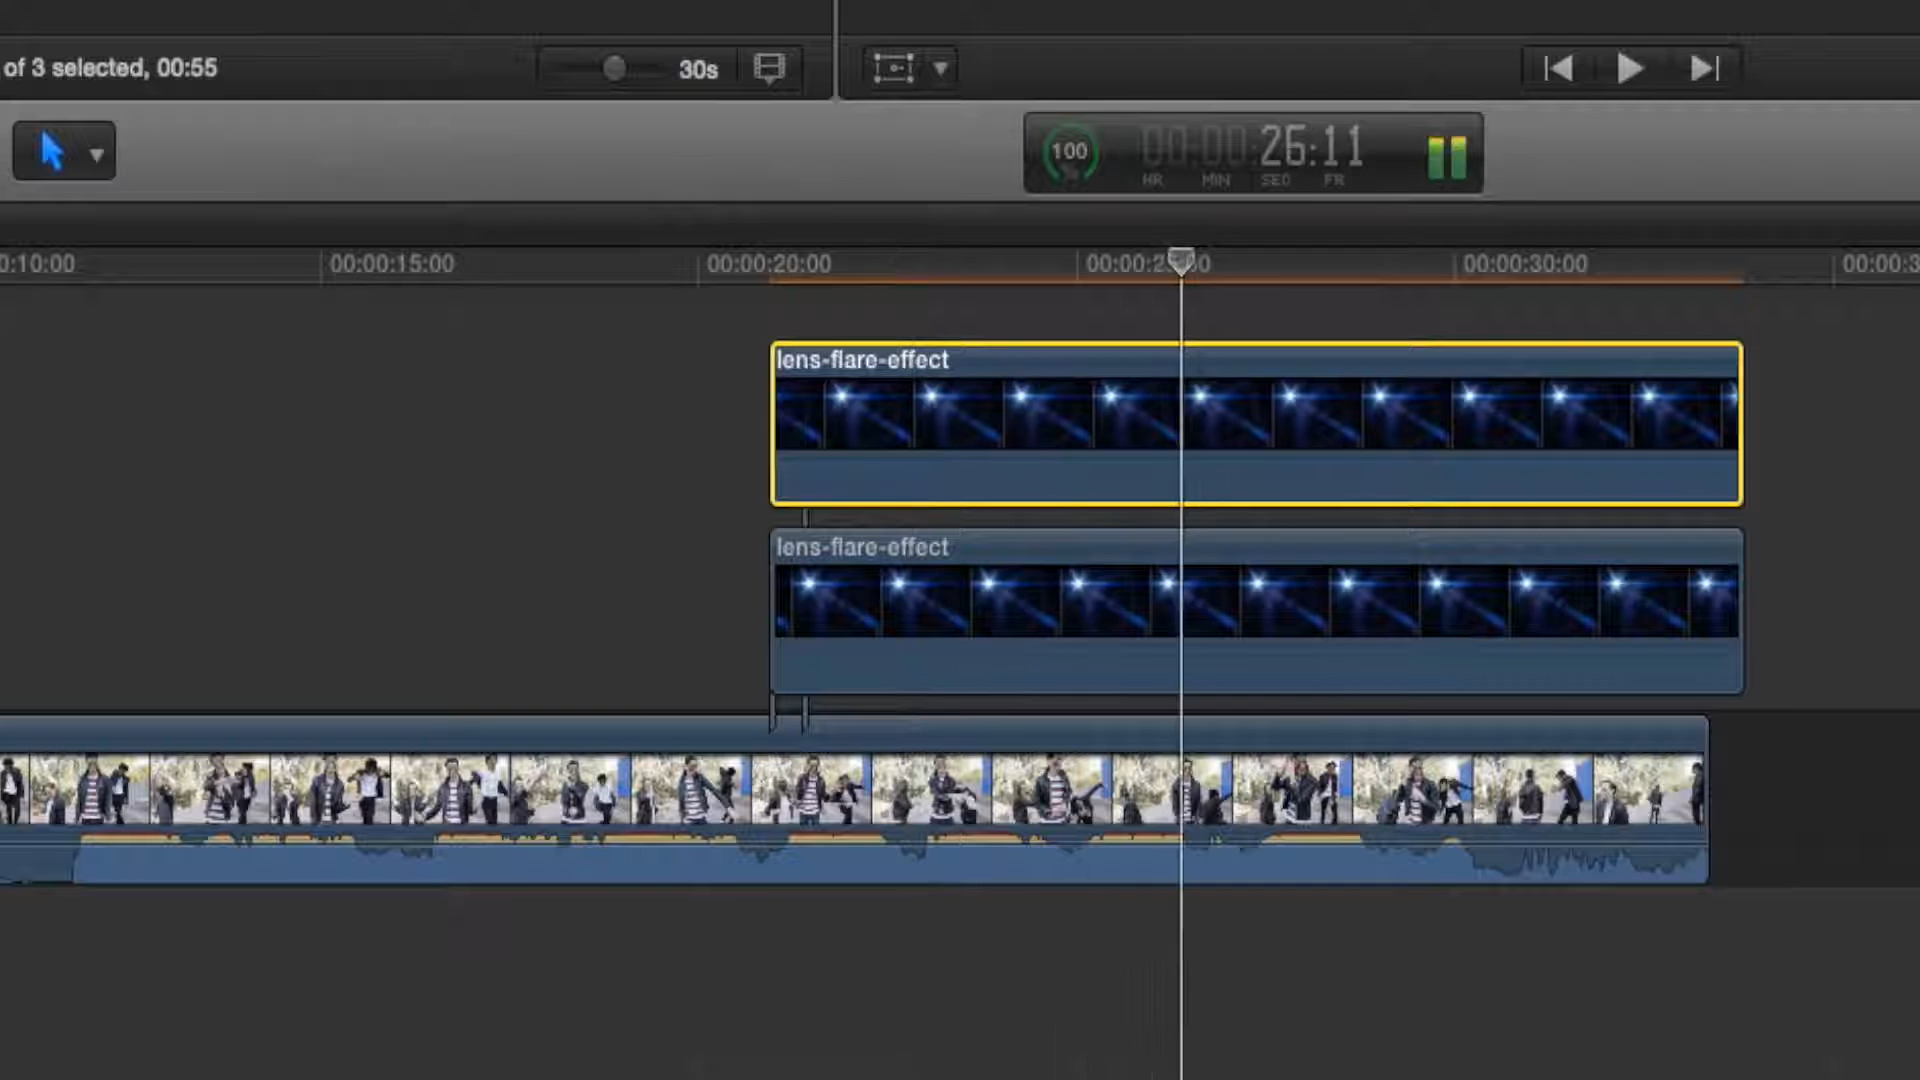 of 3 selected, 00:55
30s
100
%
00:00:26:11
HR MIN SEC FR
0:10:00
00:00:15:00
00:00:20:00
00:00:25:00
00:00:30:00
00:00:3
lens-flare-effect
lens-flare-effect